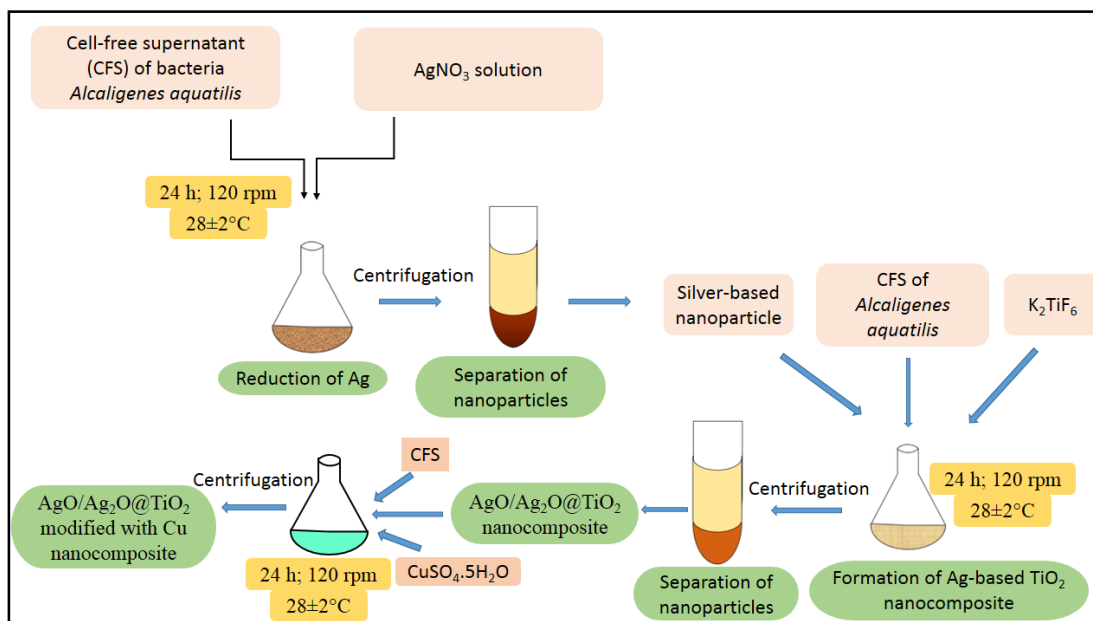 Cell-free supernatant
(CFS) of bacteria
Alcaligenes aquatilis
AgNO₃ solution
24 h; 120 rpm
28±2°C
Centrifugation
Reduction of Ag
Separation of
nanoparticles
Silver-based
nanoparticle
CFS of
Alcaligenes
aquatilis
K₂TiF₆
24 h; 120 rpm
28±2°C
Formation of Ag-based TiO₂
nanocomposite
Centrifugation
Separation of
nanoparticles
AgO/Ag₂O@TiO₂
nanocomposite
CFS
CuSO₄.5H₂O
24 h; 120 rpm
28±2°C
Centrifugation
AgO/Ag₂O@TiO₂
modified with Cu
nanocomposite